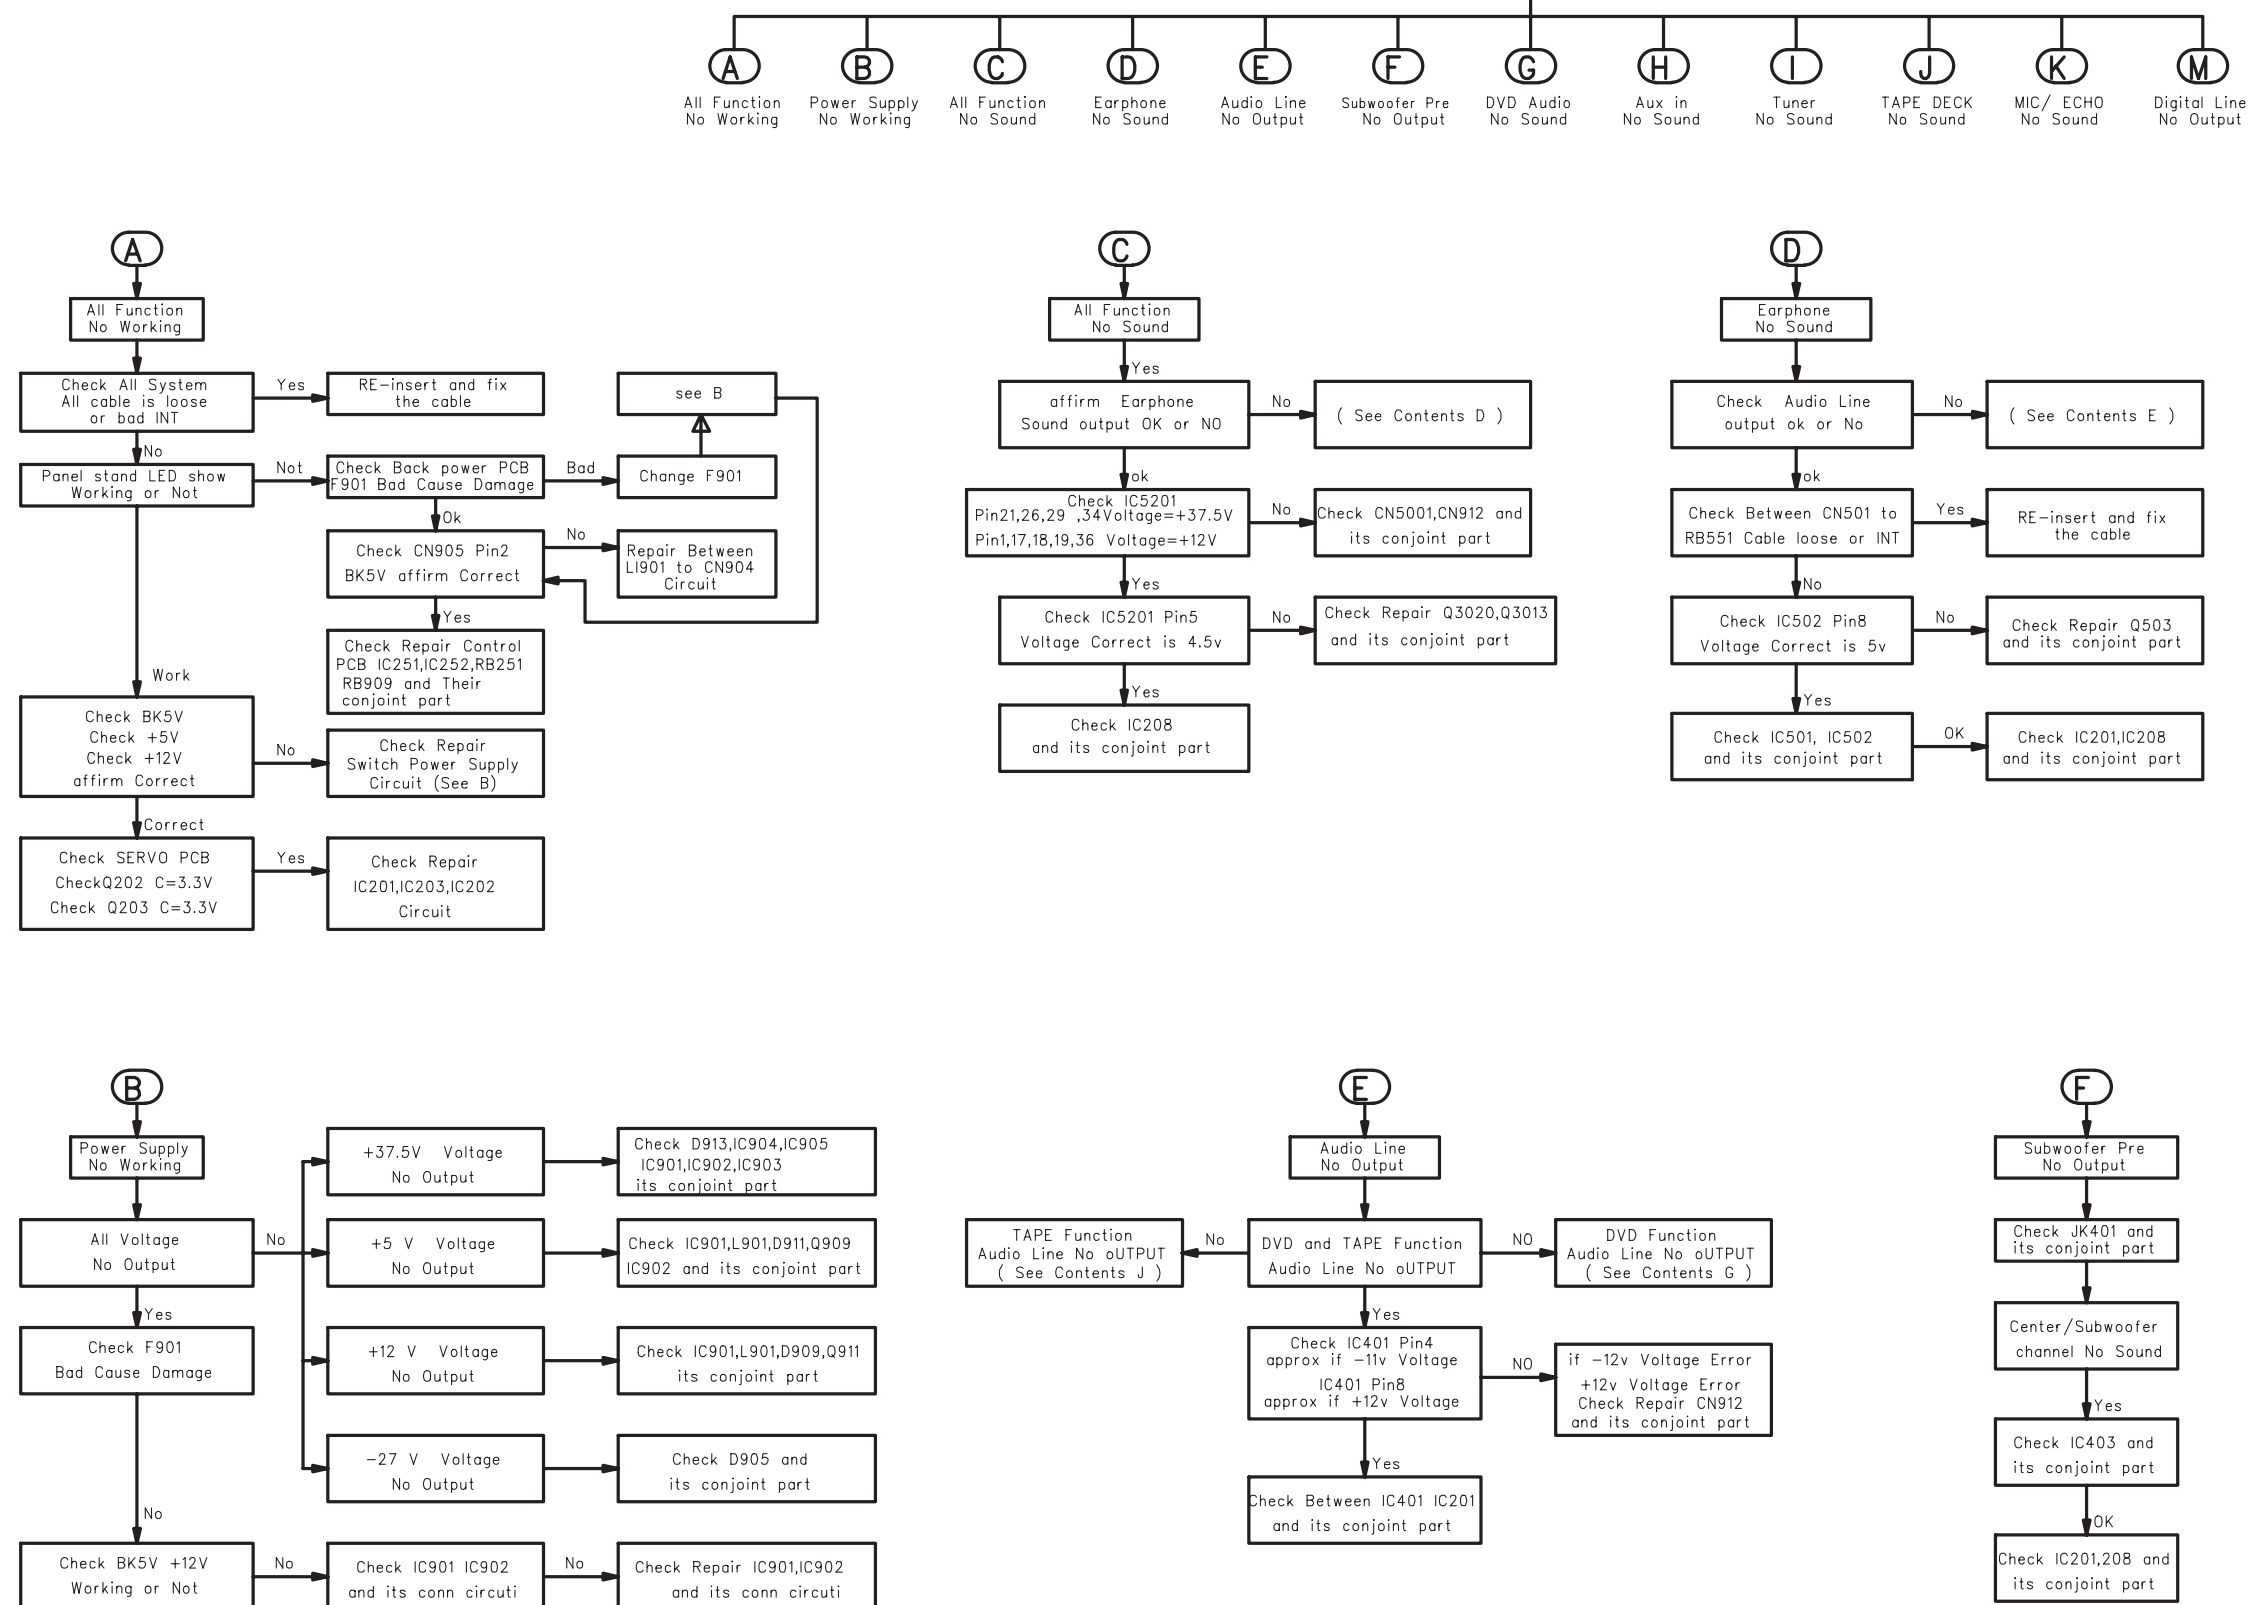 A
B
C
D
E
F
G
H
I
J
K
M
All Function
No Working
Power Supply
No Working
All Function
No Sound
Earphone
No Sound
Audio Line
No Output
Subwoofer Pre
No Output
DVD Audio
No Sound
Aux in
No Sound
Tuner
No Sound
TAPE DECK
No Sound
MIC/ ECHO
No Sound
Digital Line
No Output
A
All Function
No Working
Check All System
All cable is loose
or bad INT
Yes
RE-insert and fix
the cable
No
Panel stand LED show
Working or Not
Not
Check Back power PCB
F901 Bad Cause Damage
Bad
Change F901
see B
Ok
Check CN905 Pin2
BK5V affirm Correct
No
Repair Between
LI901 to CN904
Circuit
Yes
Check Repair Control
PCB IC251,IC252,RB251
RB909 and Their
conjoint part
Work
Check BK5V
Check +5V
Check +12V
affirm Correct
No
Check Repair
Switch Power Supply
Circuit (See B)
Correct
Check SERVO PCB
CheckQ202 C=3.3V
Check Q203 C=3.3V
Yes
Check Repair
IC201,IC203,IC202
Circuit
C
All Function
No Sound
Yes
affirm Earphone
Sound output OK or NO
No
( See Contents D )
ok
Check IC5201
Pin21,26,29 ,34Voltage=+37.5V
Pin1,17,18,19,36 Voltage=+12V
No
Check CN5001,CN912 and
its conjoint part
Yes
Check IC5201 Pin5
Voltage Correct is 4.5v
No
Check Repair Q3020,Q3013
and its conjoint part
Yes
Check IC208
and its conjoint part
D
Earphone
No Sound
Check Audio Line
output ok or No
No
( See Contents E )
ok
Check Between CN501 to
RB551 Cable loose or INT
Yes
RE-insert and fix
the cable
No
Check IC502 Pin8
Voltage Correct is 5v
No
Check Repair Q503
and its conjoint part
Yes
Check IC501, IC502
and its conjoint part
OK
Check IC201,IC208
and its conjoint part
B
Power Supply
No Working
All Voltage
No Output
No
+37.5V Voltage
No Output
Check D913,IC904,IC905
IC901,IC902,IC903
its conjoint part
+5 V Voltage
No Output
Check IC901,L901,D911,Q909
IC902 and its conjoint part
+12 V Voltage
No Output
Check IC901,L901,D909,Q911
its conjoint part
-27 V Voltage
No Output
Check D905 and
its conjoint part
Yes
Check F901
Bad Cause Damage
No
Check BK5V +12V
Working or Not
No
Check IC901 IC902
and its conn circuti
No
Check Repair IC901,IC902
and its conn circuti
E
Audio Line
No Output
TAPE Function
Audio Line No oUTPUT
( See Contents J )
No
DVD and TAPE Function
Audio Line No oUTPUT
NO
DVD Function
Audio Line No oUTPUT
( See Contents G )
Yes
Check IC401 Pin4
approx if -11v Voltage
IC401 Pin8
approx if +12v Voltage
NO
if -12v Voltage Error
+12v Voltage Error
Check Repair CN912
and its conjoint part
Yes
Check Between IC401 IC201
and its conjoint part
F
Subwoofer Pre
No Output
Check JK401 and
its conjoint part
Center/Subwoofer
channel No Sound
Yes
Check IC403 and
its conjoint part
OK
Check IC201,208 and
its conjoint part